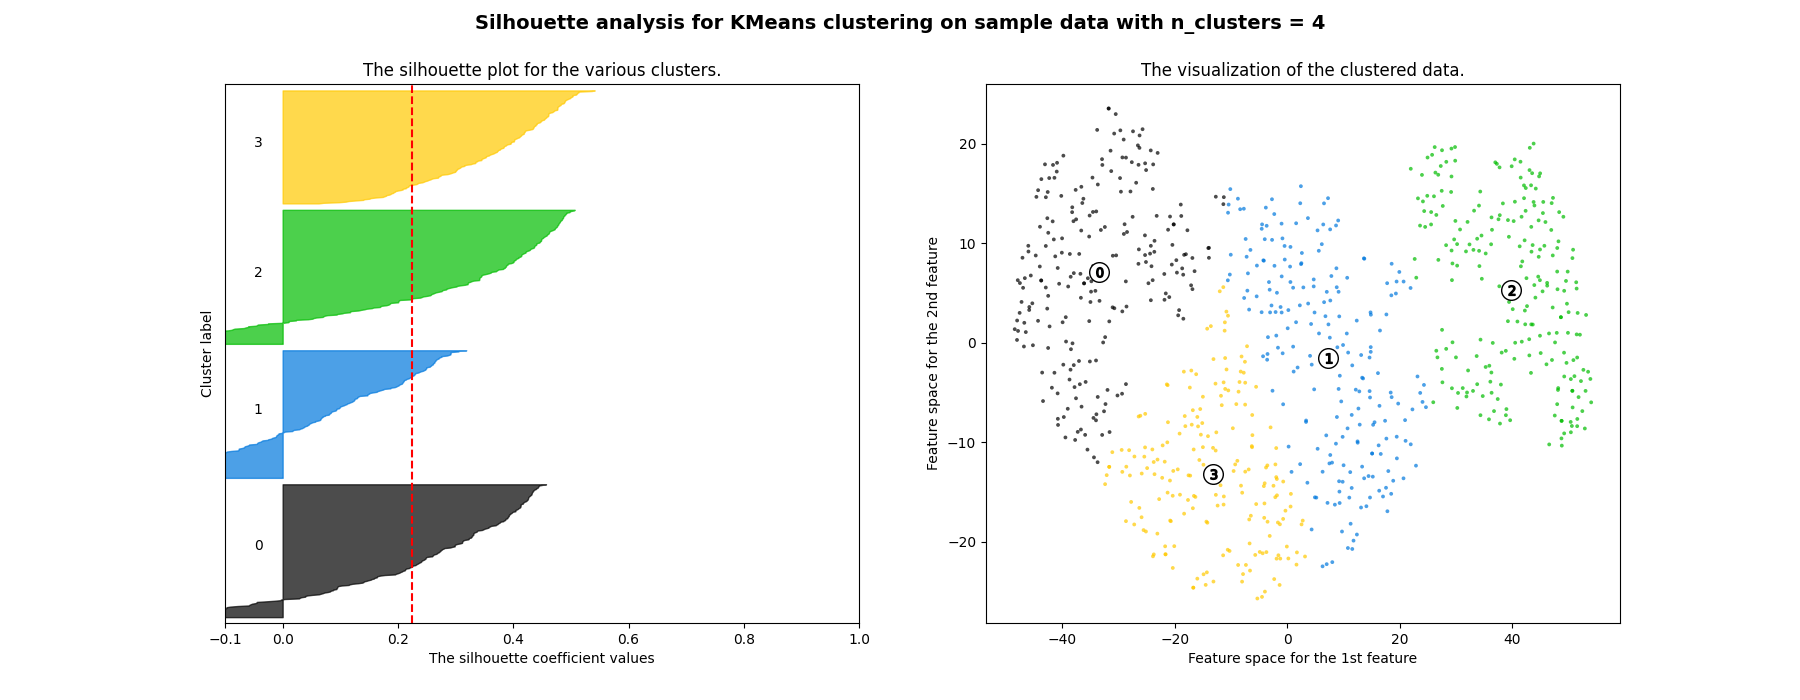 Silhouette analysis for KMeans clustering on sample data with n_clusters = 4
The silhouette plot for the various clusters.
3
2
1
0
Cluster label
−0.1 0.0 0.2 0.4 0.6 0.8 1.0
The silhouette coefficient values
The visualization of the clustered data.
20
10
0
−10
−20
Feature space for the 2nd feature
0
2
1
3
−40 −20 0 20 40
Feature space for the 1st feature